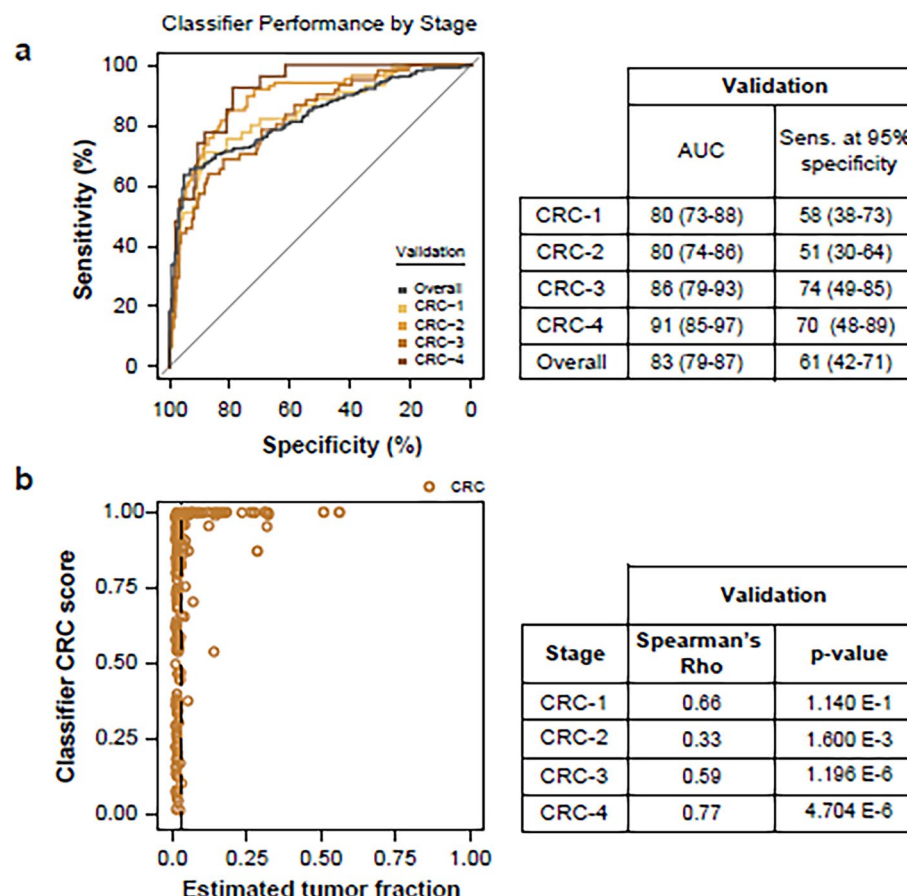 Classifier Performance by Stage
a
100
80
60
40
20
0
Sensitivity (%)
Validation
Overall
CRC-1
CRC-2
CRC-3
CRC-4
100 80 60 40 20 0
Specificity (%)
Validation
AUC Sens. at 95% specificity
CRC-1 80 (73-88) 58 (38-73)
CRC-2 80 (74-86) 51 (30-64)
CRC-3 86 (79-93) 74 (49-85)
CRC-4 91 (85-97) 70 (48-89)
Overall 83 (79-87) 61 (42-71)
b
CRC
1.00
0.75
0.50
0.25
0.00
Classifier CRC score
0.0 0.25 0.50 0.75 1.00
Estimated tumor fraction
Validation
Stage Spearman's Rho p-value
CRC-1 0.66 1.140 E-1
CRC-2 0.33 1.600 E-3
CRC-3 0.59 1.196 E-6
CRC-4 0.77 4.704 E-6